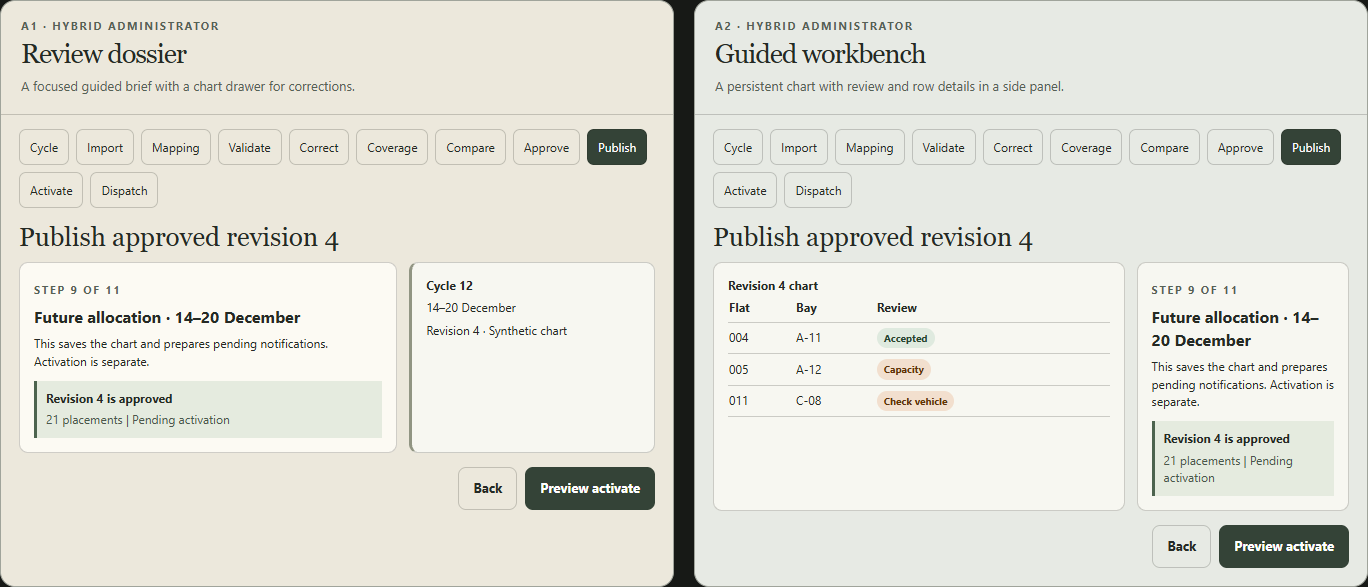 A1 · HYBRID ADMINISTRATOR
Review dossier
A focused guided brief with a chart drawer for corrections.
Cycle Import Mapping Validate Correct Coverage Compare Approve Publish
Activate Dispatch
Publish approved revision 4
STEP 9 OF 11
Future allocation · 14–20 December
This saves the chart and prepares pending notifications.
Activation is separate.
Revision 4 is approved
21 placements | Pending activation
Cycle 12
14–20 December
Revision 4 · Synthetic chart
Back Preview activate
A2 · HYBRID ADMINISTRATOR
Guided workbench
A persistent chart with review and row details in a side panel.
Cycle Import Mapping Validate Correct Coverage Compare Approve Publish
Activate Dispatch
Publish approved revision 4
Revision 4 chart
Flat Bay Review
004 A-11 Accepted
005 A-12 Capacity
011 C-08 Check vehicle
STEP 9 OF 11
Future allocation · 14–
20 December
This saves the chart and prepares
pending notifications. Activation is
separate.
Revision 4 is approved
21 placements | Pending
activation
Back Preview activate